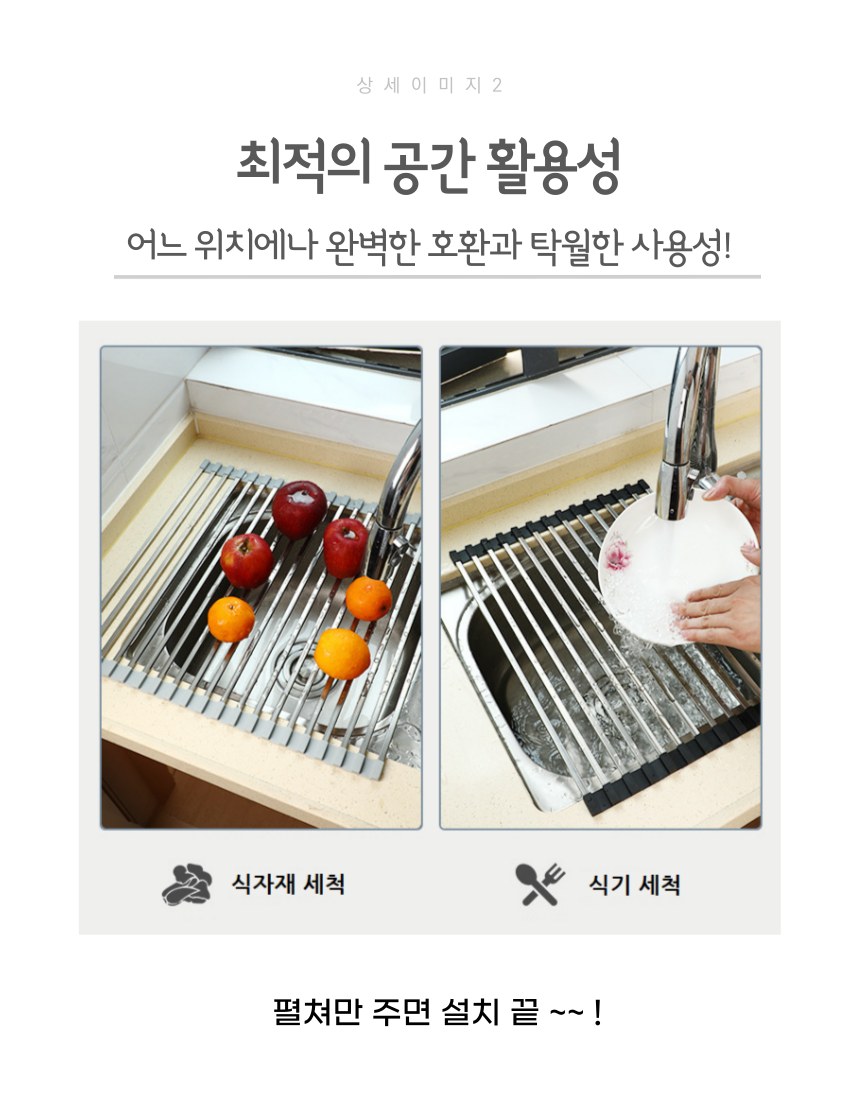 상세이미지2
최적의 공간 활용성
어느 위치에나 완벽한 호환과 탁월한 사용성!
식자재 세척
식기 세척
펼쳐만 주면 설치 끝 ~~ !